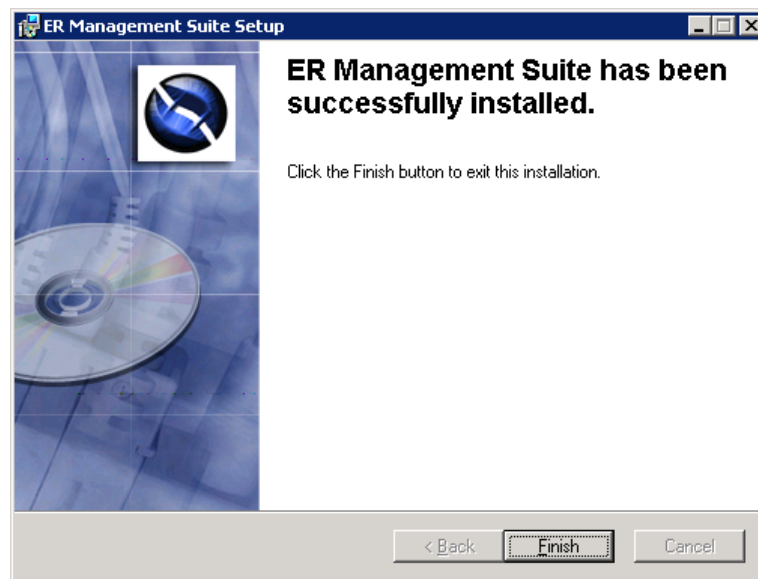 ER Management Suite Setup
ER Management Suite has been
successfully installed.
Click the Finish button to exit this installation.
< Back
Finish
Cancel